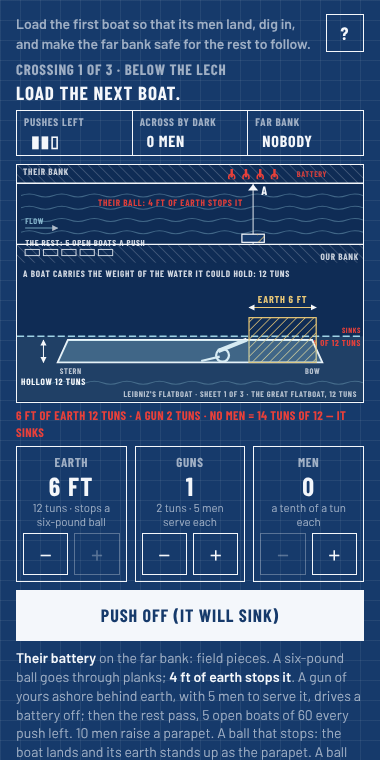 Load the first boat so that its men land, dig in,
and make the far bank safe for the rest to follow.
?
CROSSING 1 OF 3 · BELOW THE LECH
LOAD THE NEXT BOAT.
PUSHES LEFT
ACROSS BY DARK
0 MEN
FAR BANK
NOBODY
THEIR BANK
BATTERY
A
THEIR BALL: 4 FT OF EARTH STOPS IT
FLOW
THE REST: 5 OPEN BOATS A PUSH
OUR BANK
A BOAT CARRIES THE WEIGHT OF THE WATER IT COULD HOLD: 12 TUNS
EARTH 6 FT
SINKS
OF 12 TUNS
STERN
BOW
HOLLOW 12 TUNS
LEIBNIZ'S FLATBOAT · SHEET 1 OF 3 · THE GREAT FLATBOAT, 12 TUNS
6 FT OF EARTH 12 TUNS · A GUN 2 TUNS · NO MEN = 14 TUNS OF 12 — IT
SINKS
EARTH
6 FT
12 tuns · stops a
six-pound ball
− +
GUNS
1
2 tuns · 5 men
serve each
− +
MEN
0
a tenth of a tun
each
− +
PUSH OFF (IT WILL SINK)
Their battery on the far bank: field pieces. A six-pound
ball goes through planks; 4 ft of earth stops it. A gun of
yours ashore behind earth, with 5 men to serve it, drives a
battery off; then the rest pass, 5 open boats of 60 every
push left. 10 men raise a parapet. A ball that stops: the
boat lands and its earth stands up as the parapet. A ball